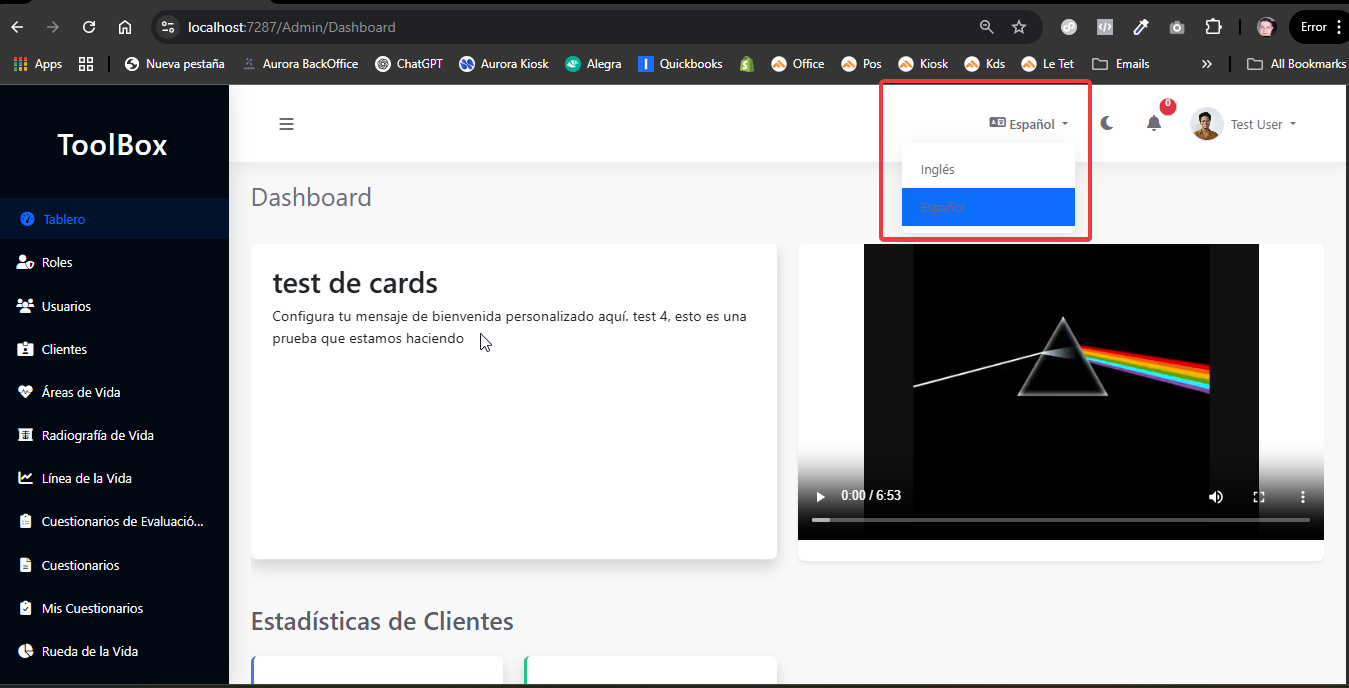 localhost:7287/Admin/Dashboard
Error
Apps
Nueva pestaña
Aurora BackOffice
ChatGPT
Aurora Kiosk
Alegra
Quickbooks
Office
Pos
Kiosk
Kds
Le Tet
Emails
»
All Bookmarks
ToolBox
Español
0
Test User
Inglés
Español
Tablero
Roles
Usuarios
Clientes
Áreas de Vida
Radiografía de Vida
Línea de la Vida
Cuestionarios de Evaluació...
Cuestionarios
Mis Cuestionarios
Rueda de la Vida
Dashboard
test de cards
Configura tu mensaje de bienvenida personalizado aquí. test 4, esto es una
prueba que estamos haciendo
0:00 / 6:53
Estadísticas de Clientes